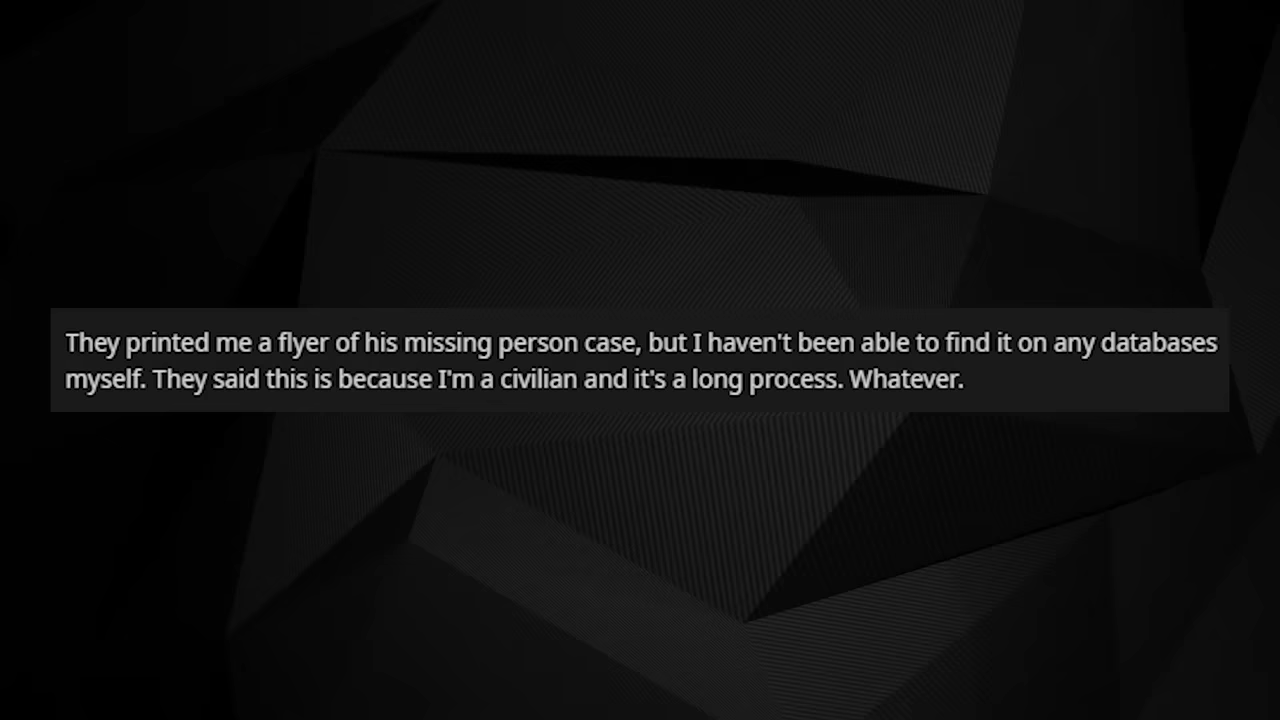 They printed me a flyer of his missing person case, but I haven't been able to find it on any databases
myself. They said this is because I'm a civilian and it's a long process. Whatever.